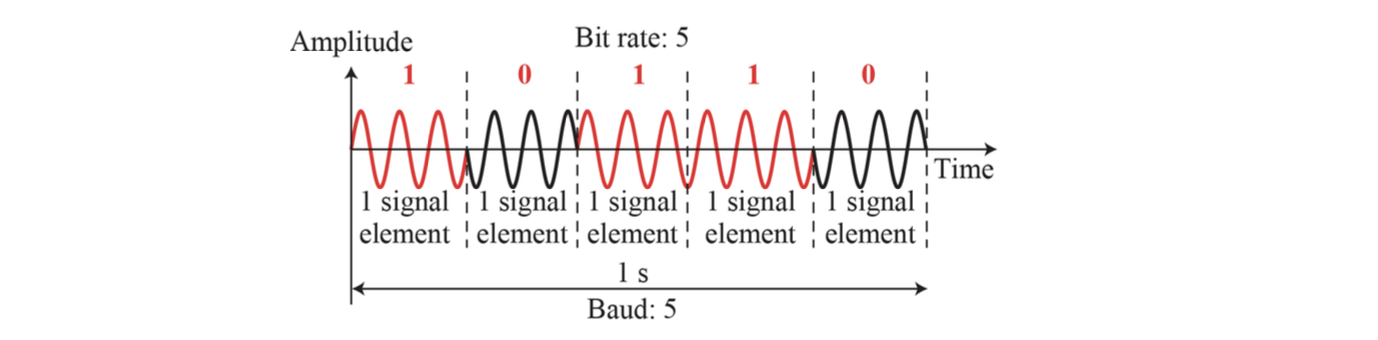 Amplitude
Bit rate: 5
1 0 1 1 0
Time
1 signal 1 signal 1 signal 1 signal 1 signal
element element element element element
1 s
Baud: 5